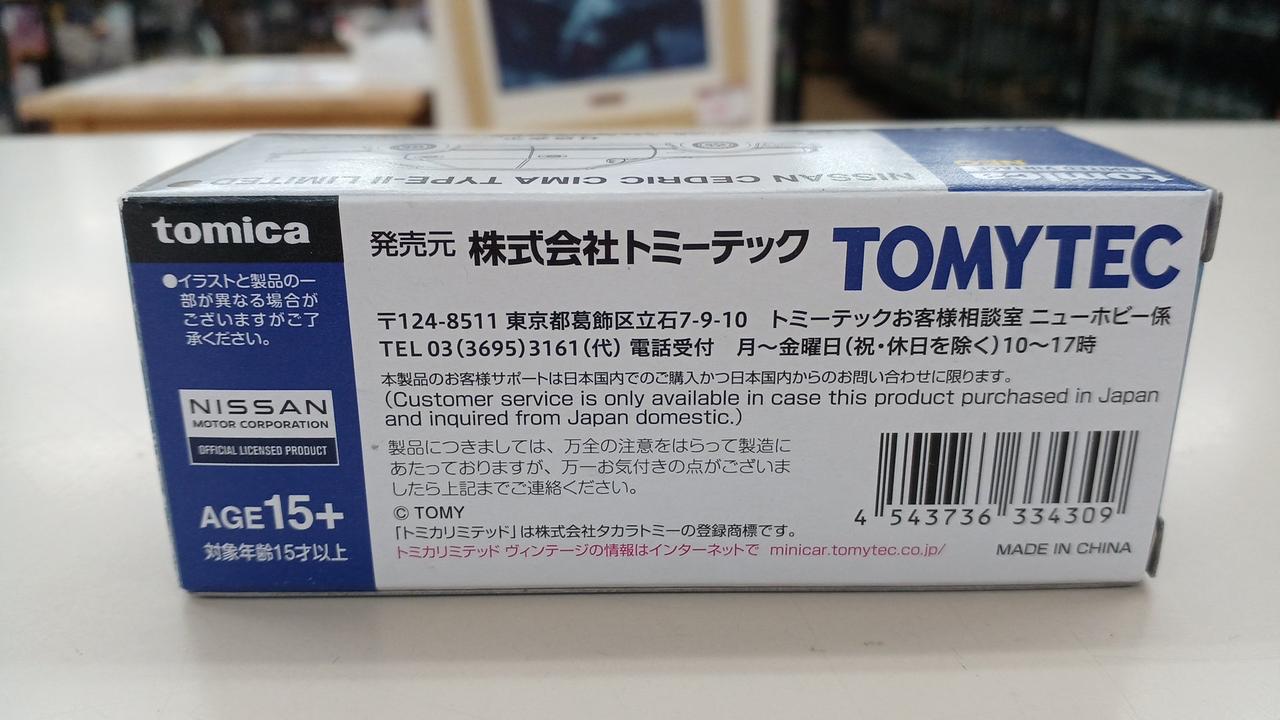 NISSAN CEDRIC CIMA TYPE-II LIMITED
tomica
●イラストと製品の一
部が異なる場合が
ございますがご了
承ください。
NISSAN
MOTOR CORPORATION
OFFICIAL LICENSED PRODUCT
AGE15+
対象年齢15才以上
発売元 株式会社トミーテック TOMYTEC
〒124-8511 東京都葛飾区立石7-9-10 トミーテックお客様相談室 ニューホビー係
TEL 03(3695)3161(代) 電話受付 月〜金曜日(祝・休日を除く)10〜17時
本製品のお客様サポートは日本国内でのご購入かつ日本国内からのお問い合わせに限ります。
(Customer service is only available in case this product purchased in Japan
and inquired from Japan domestic.)
製品につきましては、万全の注意をはらって製造に
あたっておりますが、万一お気付きの点がございま
したら上記までご連絡ください。
© TOMY
「トミカリミテッド」は株式会社タカラトミーの登録商標です。
トミカリミテッド ヴィンテージの情報はインターネットで minicar.tomytec.co.jp/
4 543736 334309
MADE IN CHINA